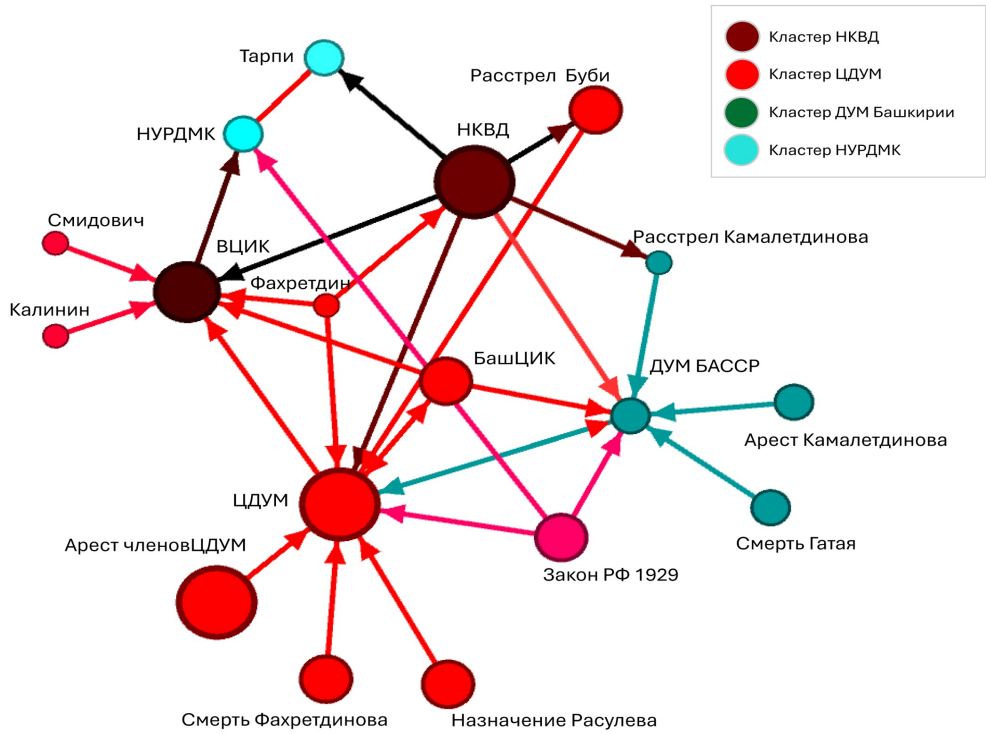 Кластер НКВД
Кластер ЦДУМ
Кластер ДУМ Башкирии
Кластер НУРДМК
Тарпи
Расстрел Буби
НУРДМК
НКВД
Смидович
ВЦИК
Расстрел Камалетдинова
Фахретдин
Калинин
БашЦИК
ДУМ БАССР
Арест Камалетдинова
ЦДУМ
Арест членовЦДУМ
Смерть Гатая
Закон РФ 1929
Смерть Фахретдинова
Назначение Расулева